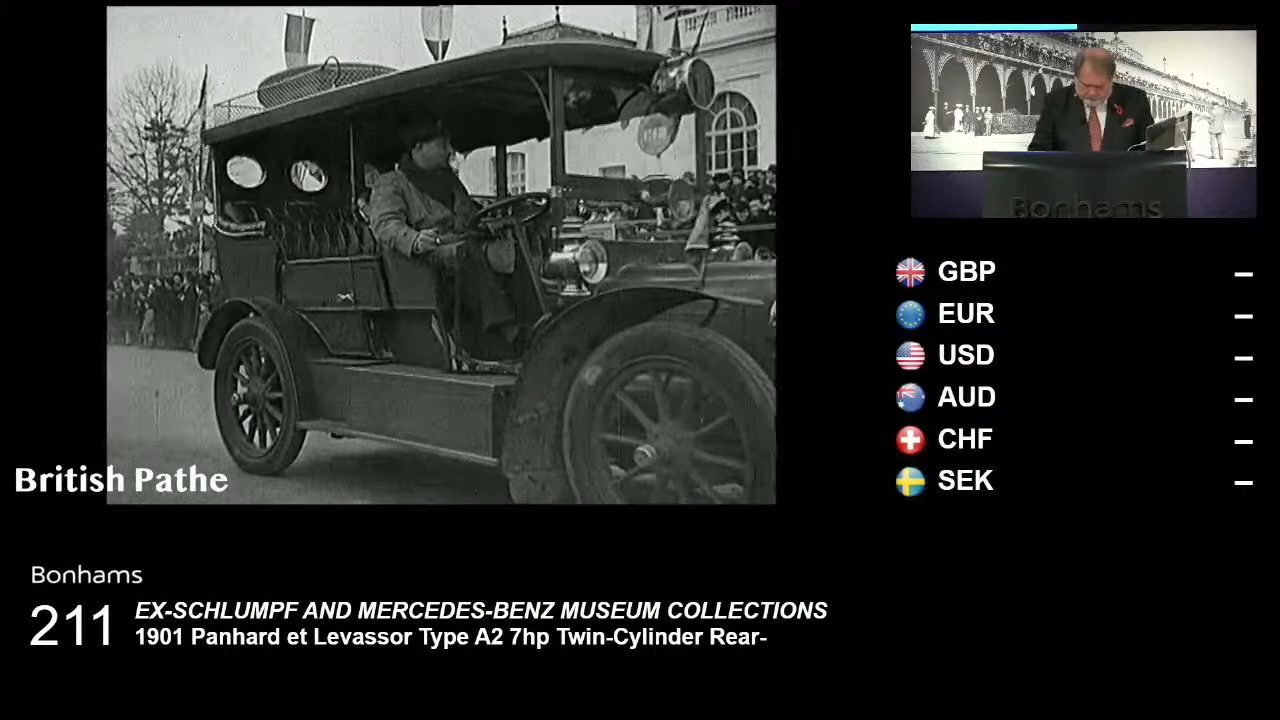 British Pathe
Bonhams
GBP –
EUR –
USD –
AUD –
CHF –
SEK –
Bonhams
211
EX-SCHLUMPF AND MERCEDES-BENZ MUSEUM COLLECTIONS
1901 Panhard et Levassor Type A2 7hp Twin-Cylinder Rear-